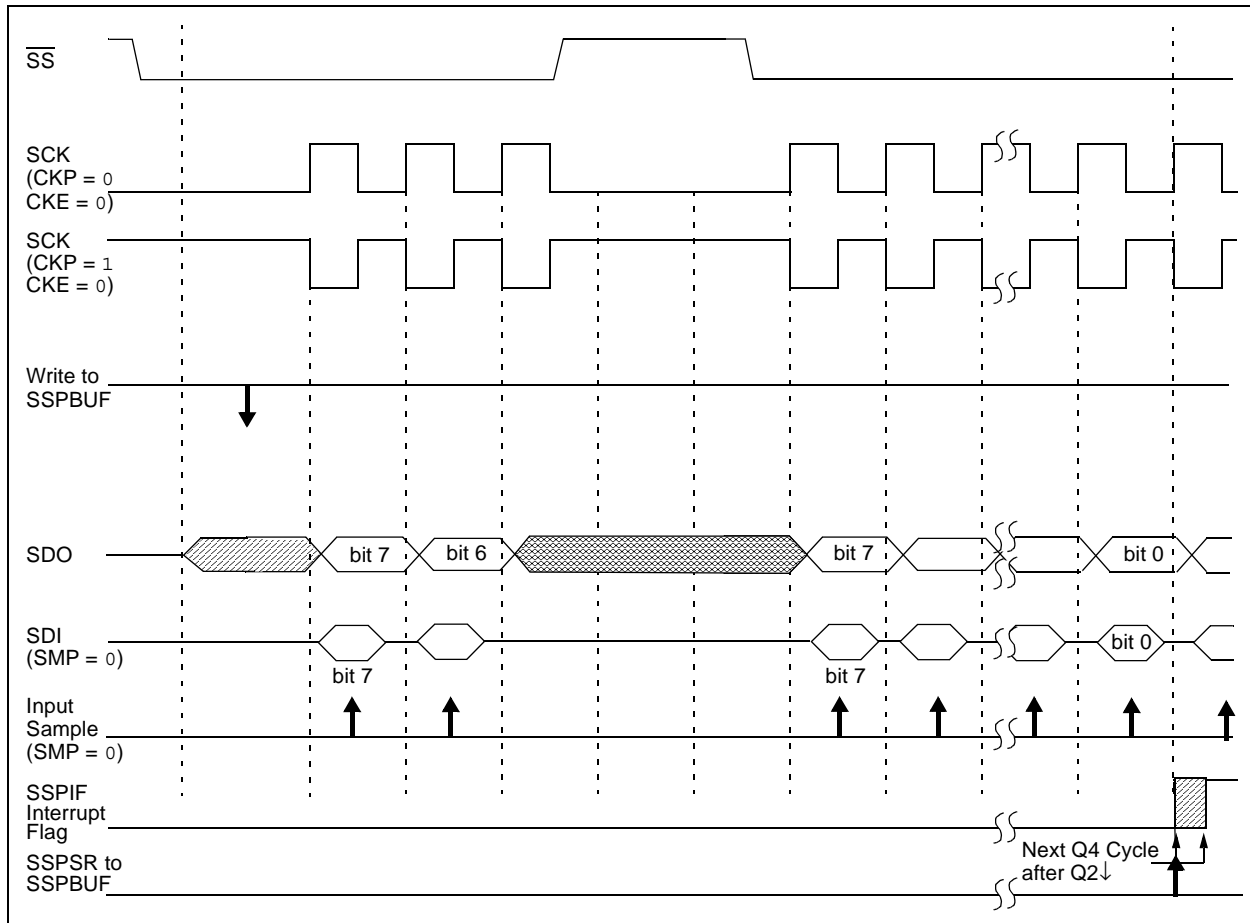 SS
SCK
(CKP = 0
CKE = 0)
SCK
(CKP = 1
CKE = 0)
Write to
SSPBUF
SDO
bit 7
bit 6
bit 7
bit 0
SDI
(SMP = 0)
bit 7
bit 7
bit 0
Input
Sample
(SMP = 0)
SSPIF
Interrupt
Flag
SSPSR to
SSPBUF
Next Q4 Cycle
after Q2↓